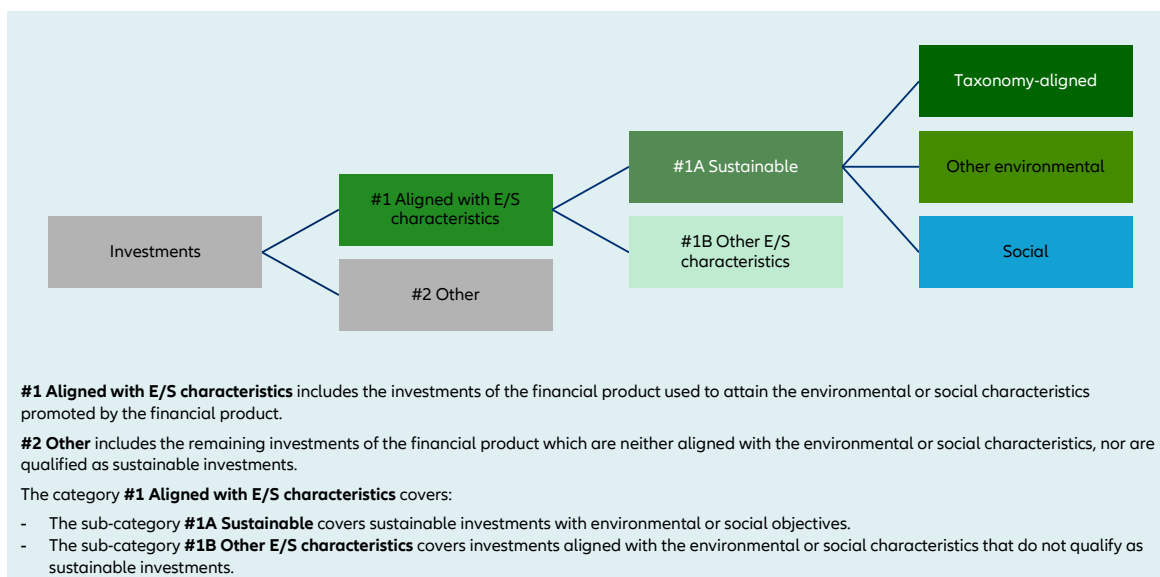 Taxonomy-aligned
#1A Sustainable
Other environmental
#1 Aligned with E/S
characteristics
Investments
#1B Other E/S
characteristics
Social
#2 Other
#1 Aligned with E/S characteristics includes the investments of the financial product used to attain the environmental or social characteristics
promoted by the financial product.
#2 Other includes the remaining investments of the financial product which are neither aligned with the environmental or social characteristics, nor are
qualified as sustainable investments.
The category #1 Aligned with E/S characteristics covers:
- The sub-category #1A Sustainable covers sustainable investments with environmental or social objectives.
- The sub-category #1B Other E/S characteristics covers investments aligned with the environmental or social characteristics that do not qualify as
sustainable investments.